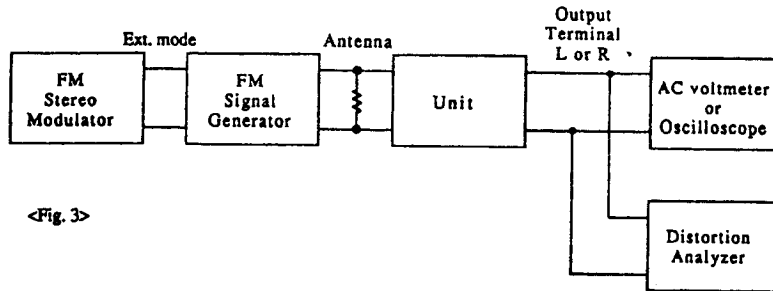 Output
Terminal
L or R
Ext. mode
Antenna
FM
Stereo
Modulator
FM
Signal
Generator
Unit
AC voltmeter
or
Oscilloscope
Distortion
Analyzer
<Fig. 3>